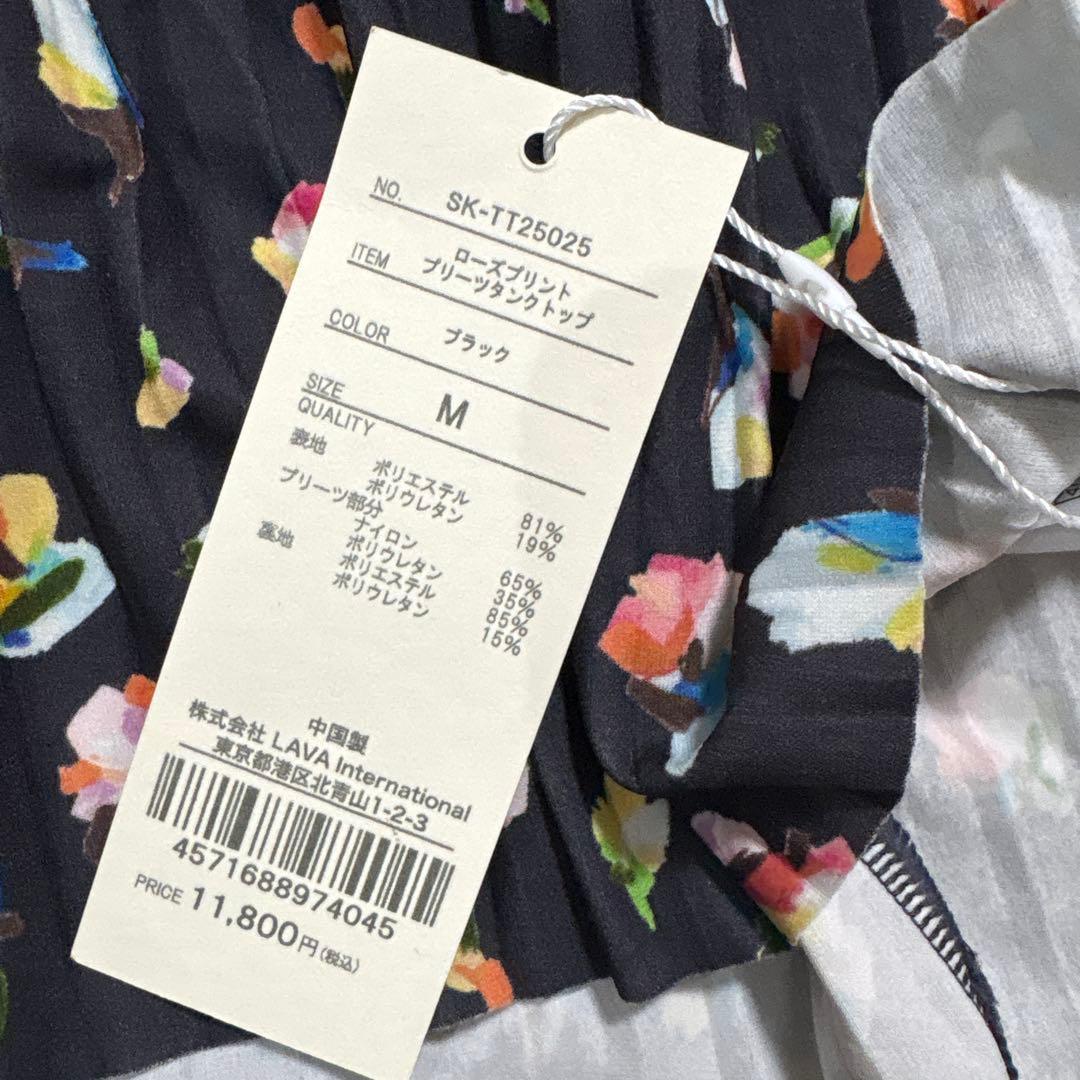 NO. SK-TT25025
ITEM ローズプリント
プリーツタンクトップ
COLOR ブラック
SIZE M
QUALITY
表地 ポリエステル 81%
ポリウレタン 19%
プリーツ部分
ナイロン 65%
ポリウレタン 35%
裏地 ポリエステル 85%
ポリウレタン 15%
中国製
株式会社 LAVA International
東京都港区北青山1-2-3
4571688974045
PRICE 11,800円(税込)